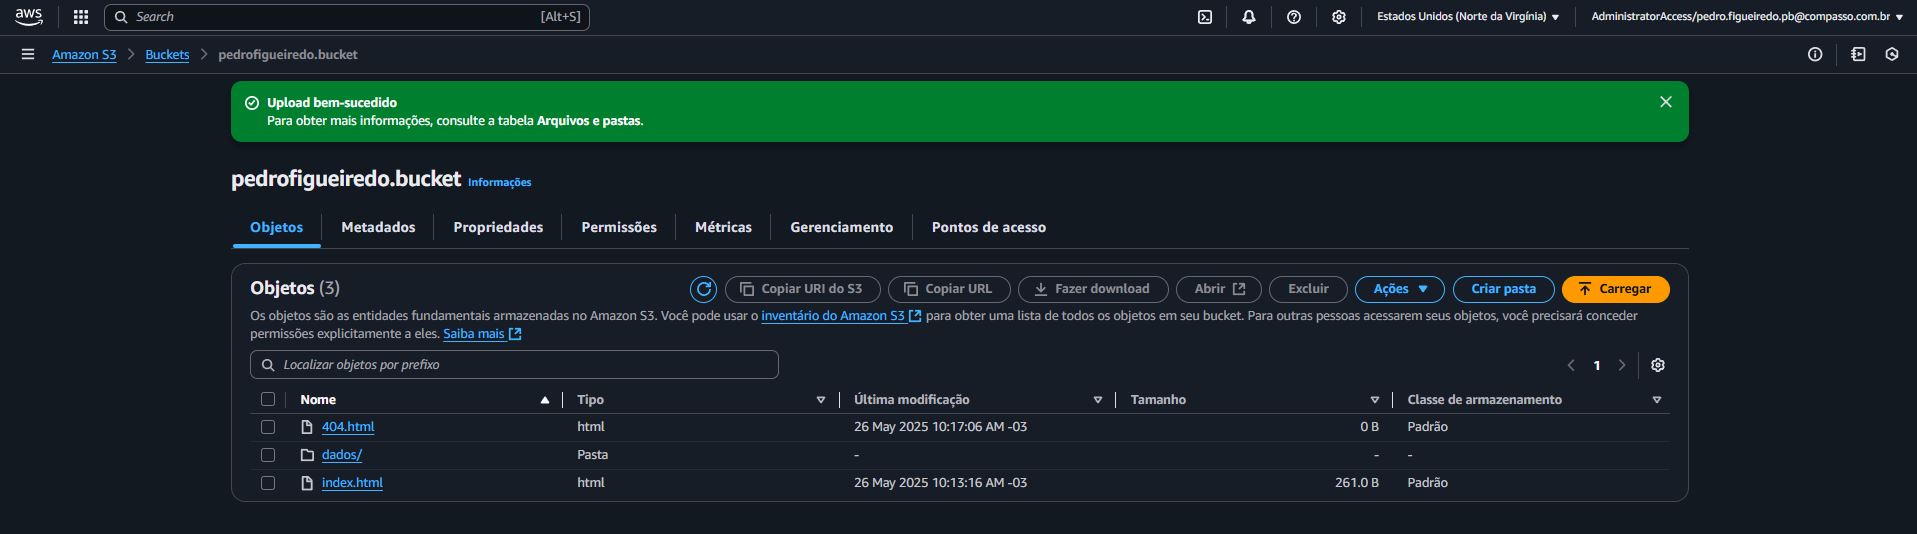 aws
Search [Alt+S] Estados Unidos (Norte da Virgínia) AdministratorAccess/pedro.figueiredo.pb@compasso.com.br
Amazon S3 Buckets pedrofigueiredo.bucket
Upload bem-sucedido
Para obter mais informações, consulte a tabela Arquivos e pastas.
pedrofigueiredo.bucket Informações
Objetos Metadados Propriedades Permissões Métricas Gerenciamento Pontos de acesso
Objetos (3) Copiar URI do S3 Copiar URL Fazer download Abrir Excluir Ações Criar pasta Carregar
Os objetos são as entidades fundamentais armazenadas no Amazon S3. Você pode usar o inventário do Amazon S3 para obter uma lista de todos os objetos em seu bucket. Para outras pessoas acessarem seus objetos, você precisará conceder
permissões explicitamente a eles. Saiba mais
Localizar objetos por prefixo 1
Nome Tipo Última modificação Tamanho Classe de armazenamento
404.html html 26 May 2025 10:17:06 AM -03 0 B Padrão
dados/ Pasta - - -
index.html html 26 May 2025 10:13:16 AM -03 261.0 B Padrão